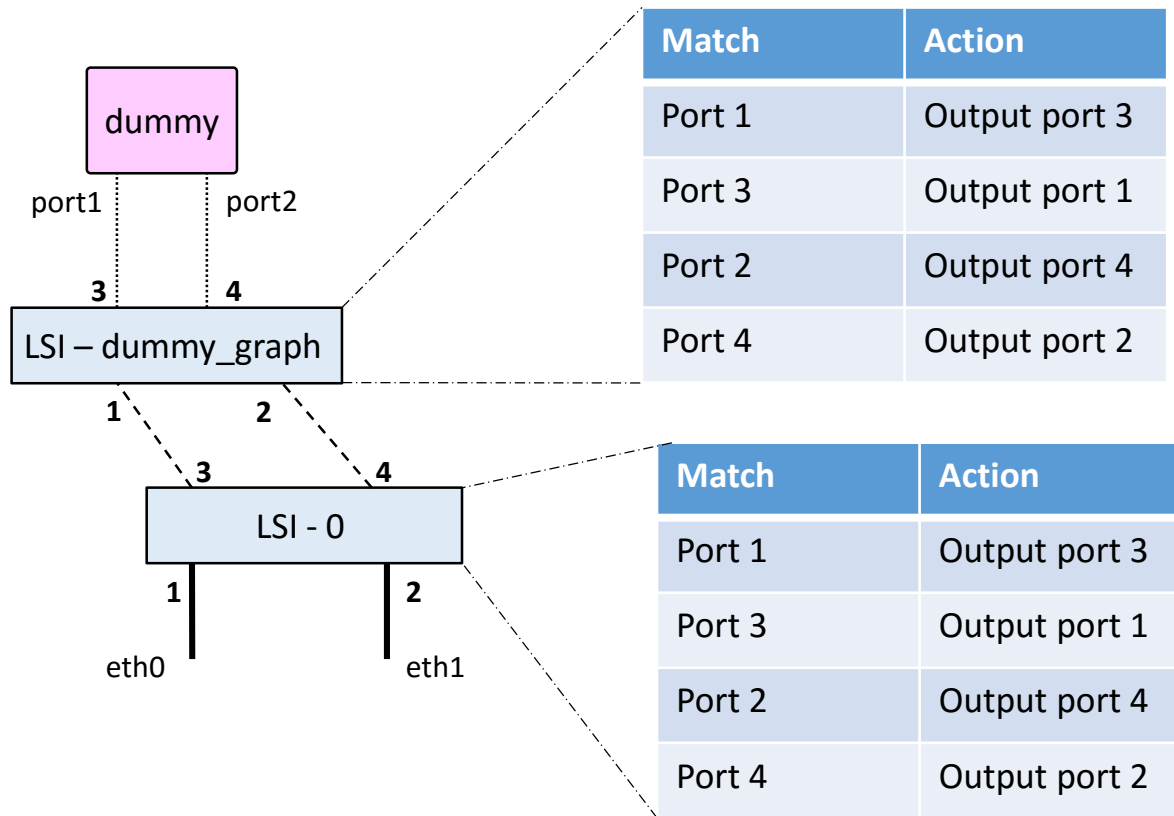 dummy
port1 port2
3 4
LSI – dummy_graph
1 2
3 4
LSI - 0
1 2
eth0 eth1
Match Action
Port 1 Output port 3
Port 3 Output port 1
Port 2 Output port 4
Port 4 Output port 2
Match Action
Port 1 Output port 3
Port 3 Output port 1
Port 2 Output port 4
Port 4 Output port 2